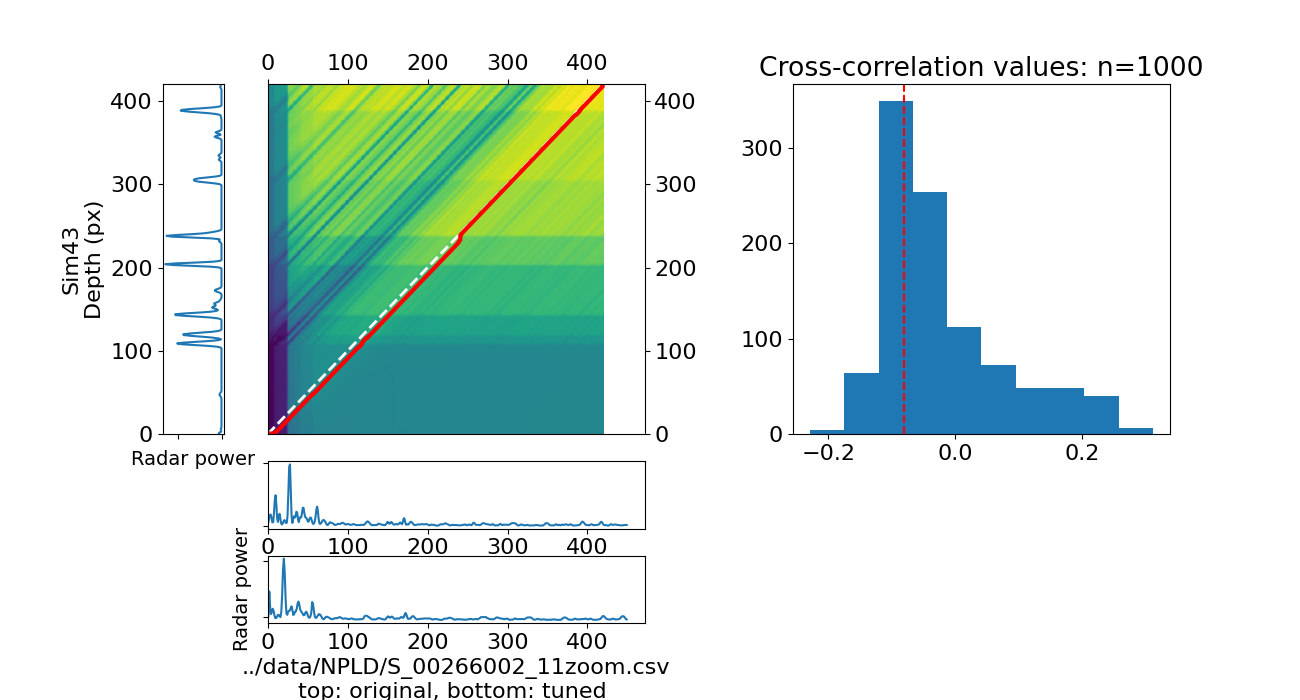 0 100 200 300 400
Cross-correlation values: n=1000
400
300
200
100
0
Sim43
Depth (px)
400
300
200
100
0
300
200
100
0
−0.2 0.0 0.2
Radar power
0 100 200 300 400
Radar power
0 100 200 300 400
../data/NPLD/S_00266002_11zoom.csv
top: original, bottom: tuned